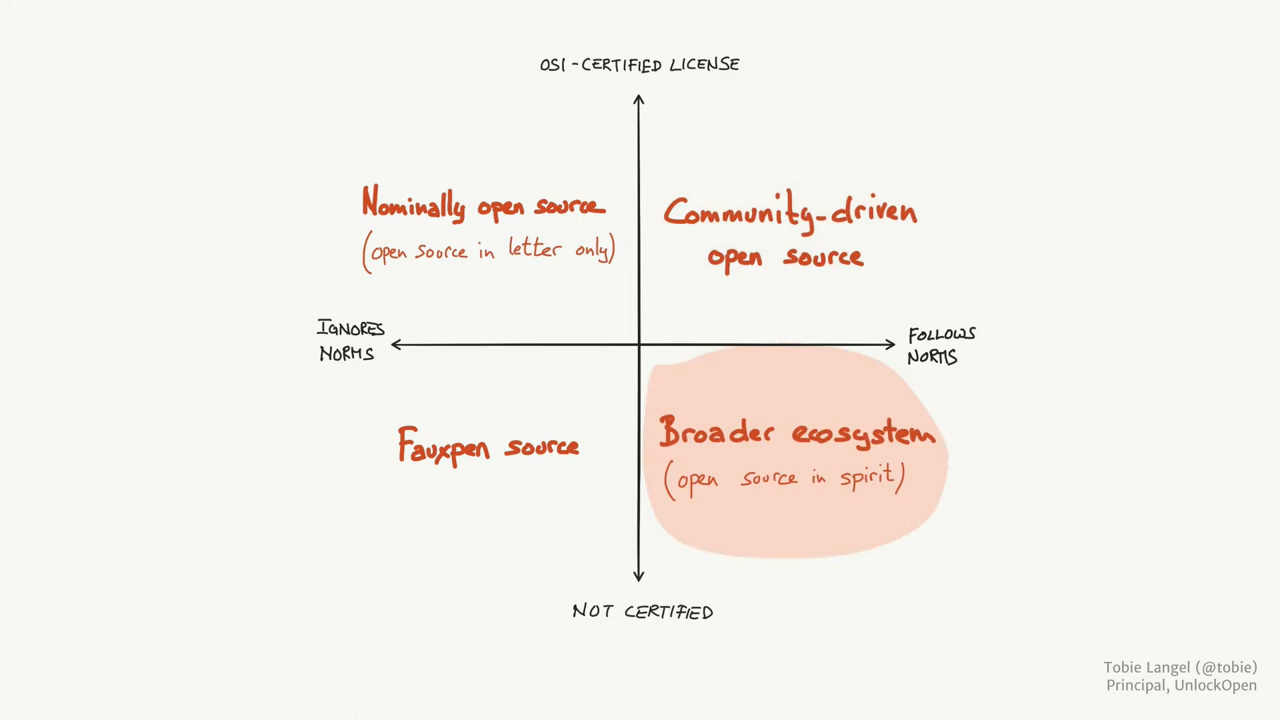 OSI-CERTIFIED LICENSE
Nominally open source
(open source in letter only)
Community-driven
open source
IGNORES
NORMS
FOLLOWS
NORMS
Fauxpen source
Broader ecosystem
(open source in spirit)
NOT CERTIFIED
Tobie Langel (@tobie)
Principal, UnlockOpen